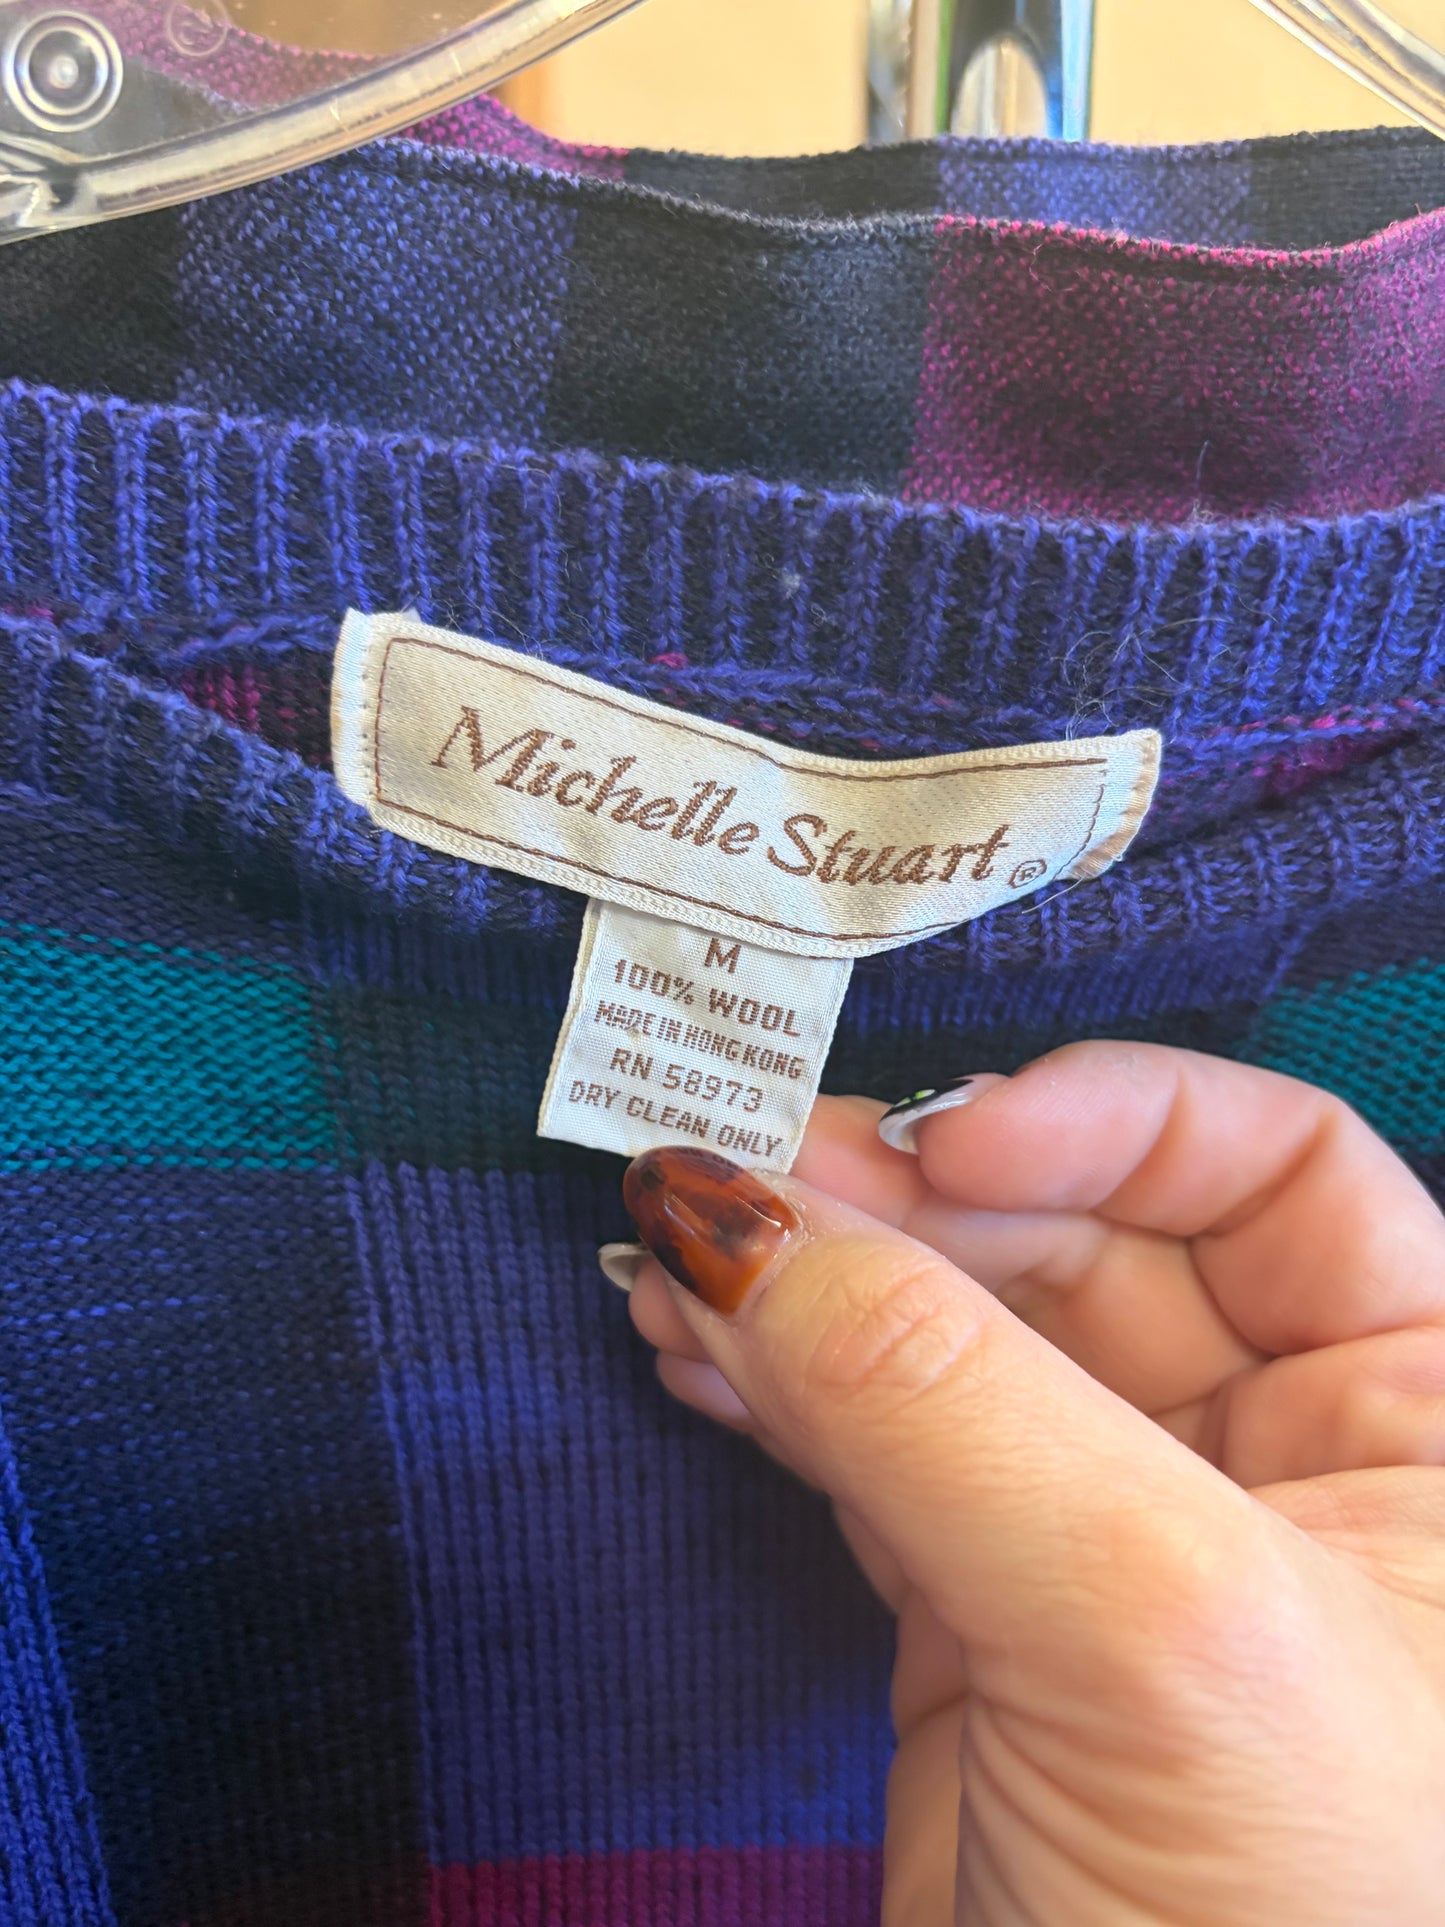 Michelle Stuart ®
M
100% WOOL
MADE IN HONG KONG
RN 58973
DRY CLEAN ONLY